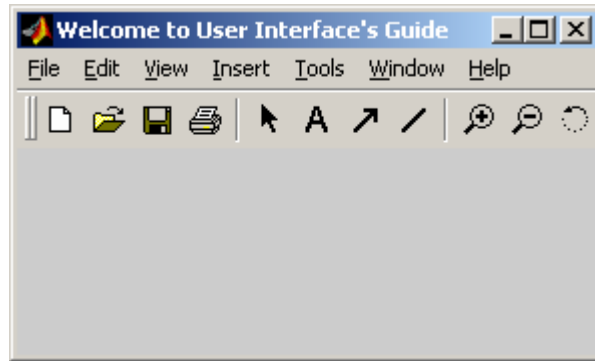 Welcome to User Interface's Guide
File Edit View Insert Tools Window Help
A